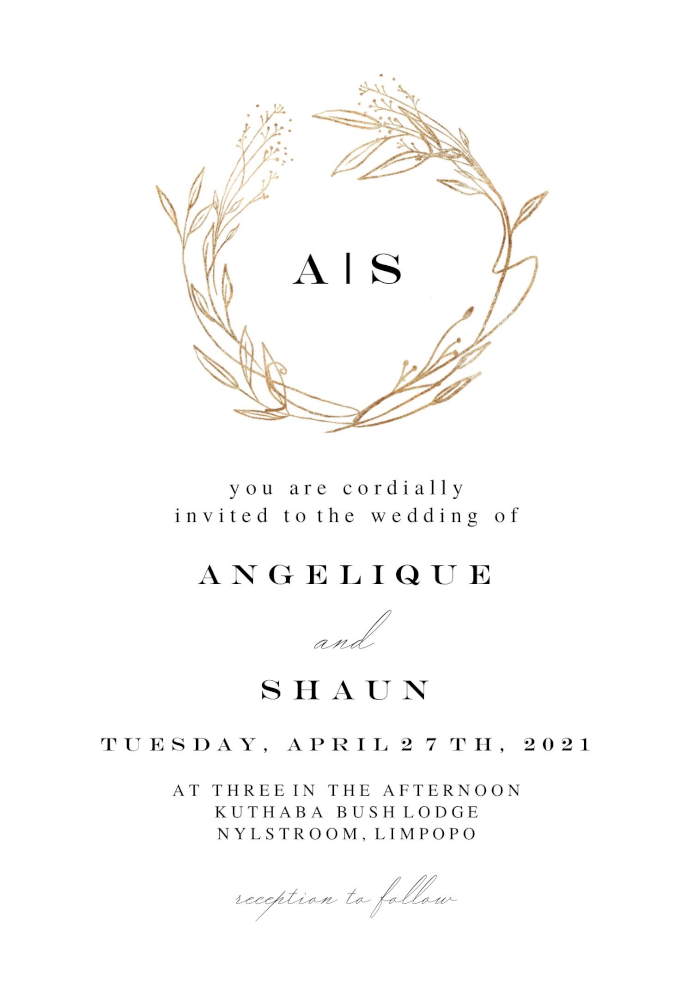 A | S
you are cordially
invited to the wedding of
ANGELIQUE
and
SHAUN
TUESDAY, APRIL 27TH, 2021
AT THREE IN THE AFTERNOON
KUTHABA BUSH LODGE
NYLSTROOM, LIMPOPO
reception to follow